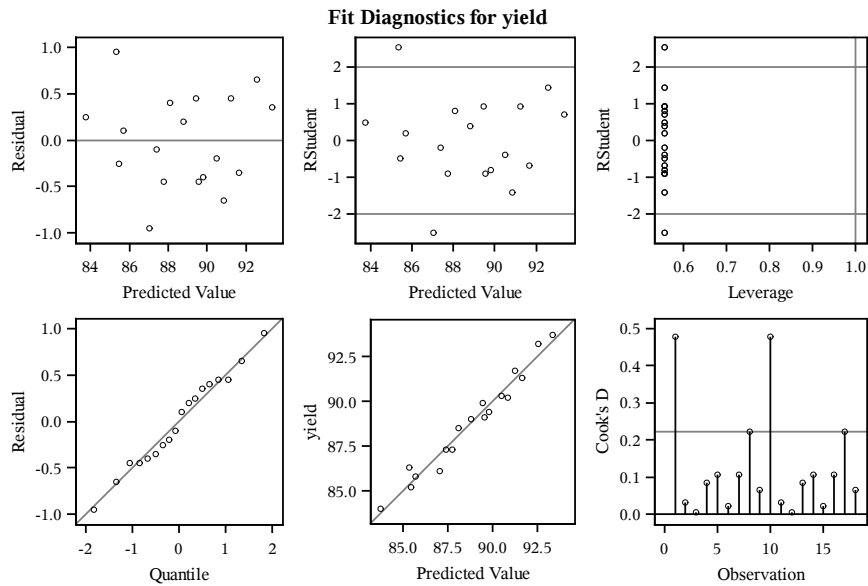 Fit Diagnostics for yield
1.0
0.5
0.0
-0.5
-1.0
Residual
84 86 88 90 92
Predicted Value
2
1
0
-1
-2
RStudent
84 86 88 90 92
Predicted Value
2
1
0
-1
-2
RStudent
0.6 0.7 0.8 0.9 1.0
Leverage
1.0
0.5
0.0
-0.5
-1.0
Residual
-2 -1 0 1 2
Quantile
92.5
90.0
87.5
85.0
yield
85.0 87.5 90.0 92.5
Predicted Value
0.5
0.4
0.3
0.2
0.1
0.0
Cook's D
0 5 10 15
Observation